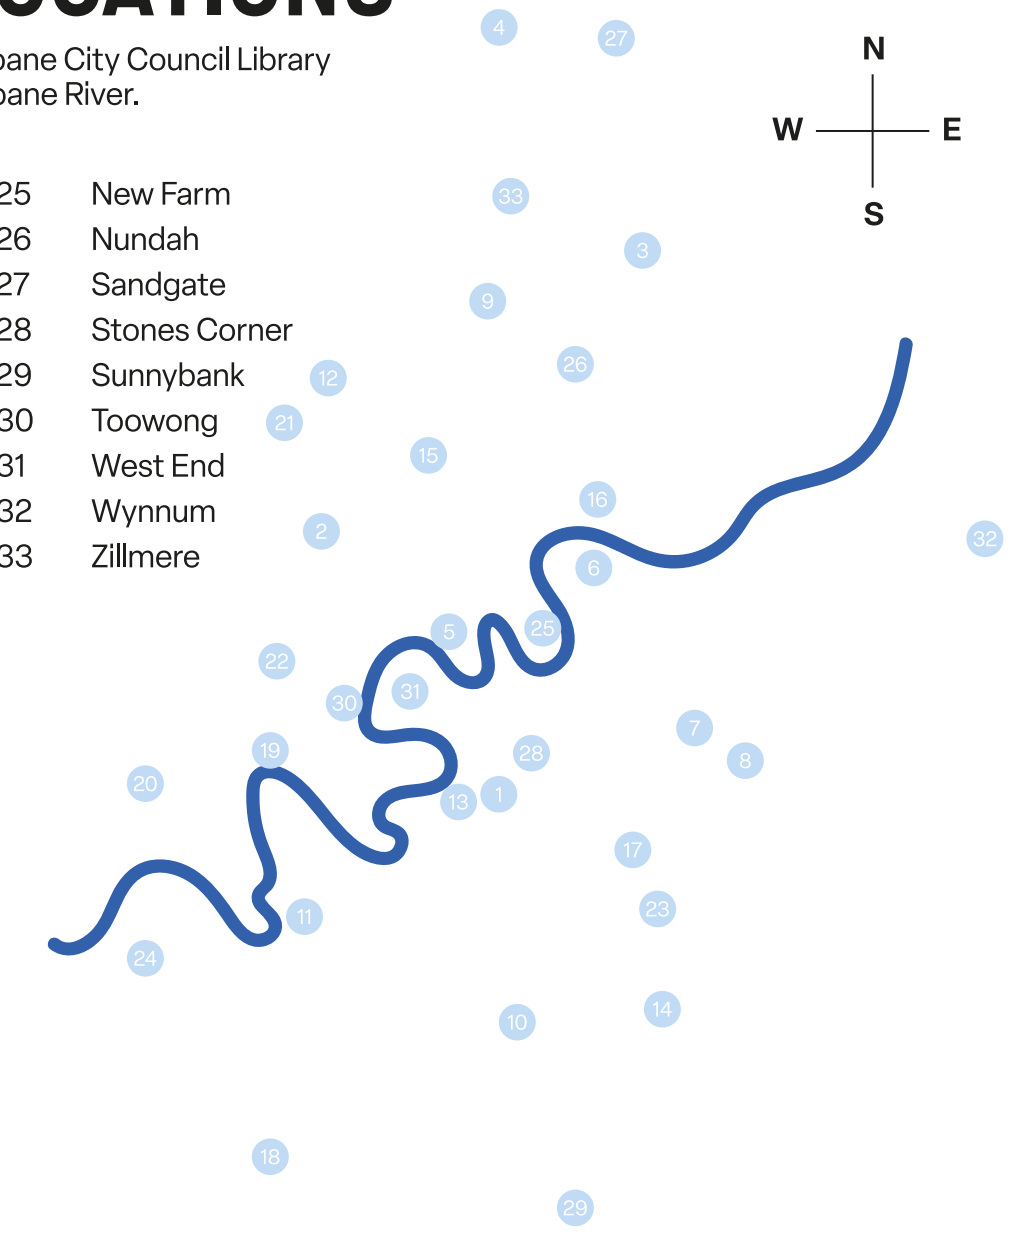 OCATIONS
bane City Council Library
bane River.
25 New Farm
26 Nundah
27 Sandgate
28 Stones Corner
29 Sunnybank
30 Toowong
31 West End
32 Wynnum
33 Zillmere
N
W E
S
4
27
33
3
9
26
12
21
15
16
2
32
6
25
5
22
31
30
7
19
28
8
20
1
13
17
23
11
24
14
10
18
29